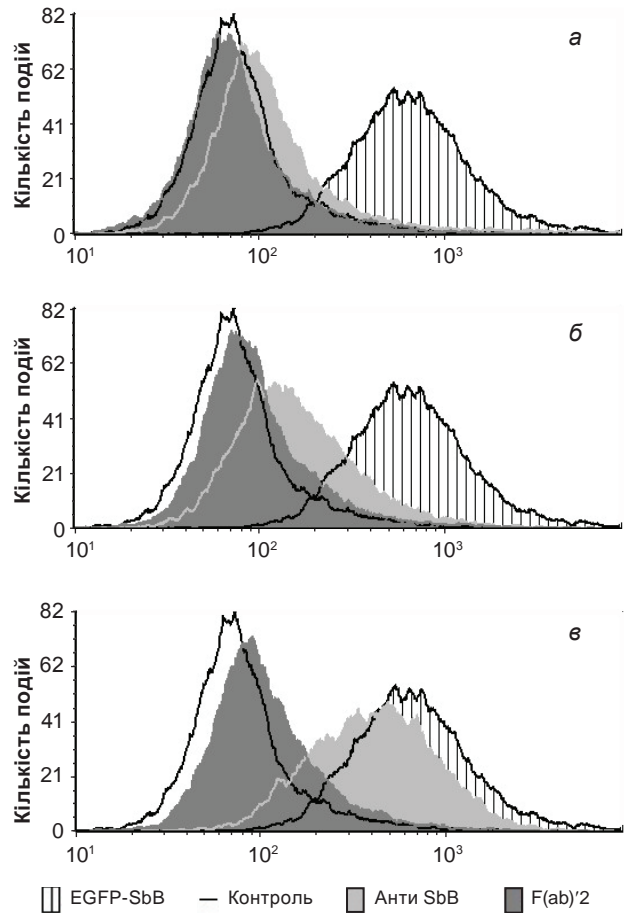 82
62
41
21
0
Кількість подій
а
10¹ 10² 10³
82
62
41
21
0
Кількість подій
б
10¹ 10² 10³
82
62
41
21
0
Кількість подій
в
10¹ 10² 10³
EGFP-SbB Контроль Анти SbB F(ab)′2